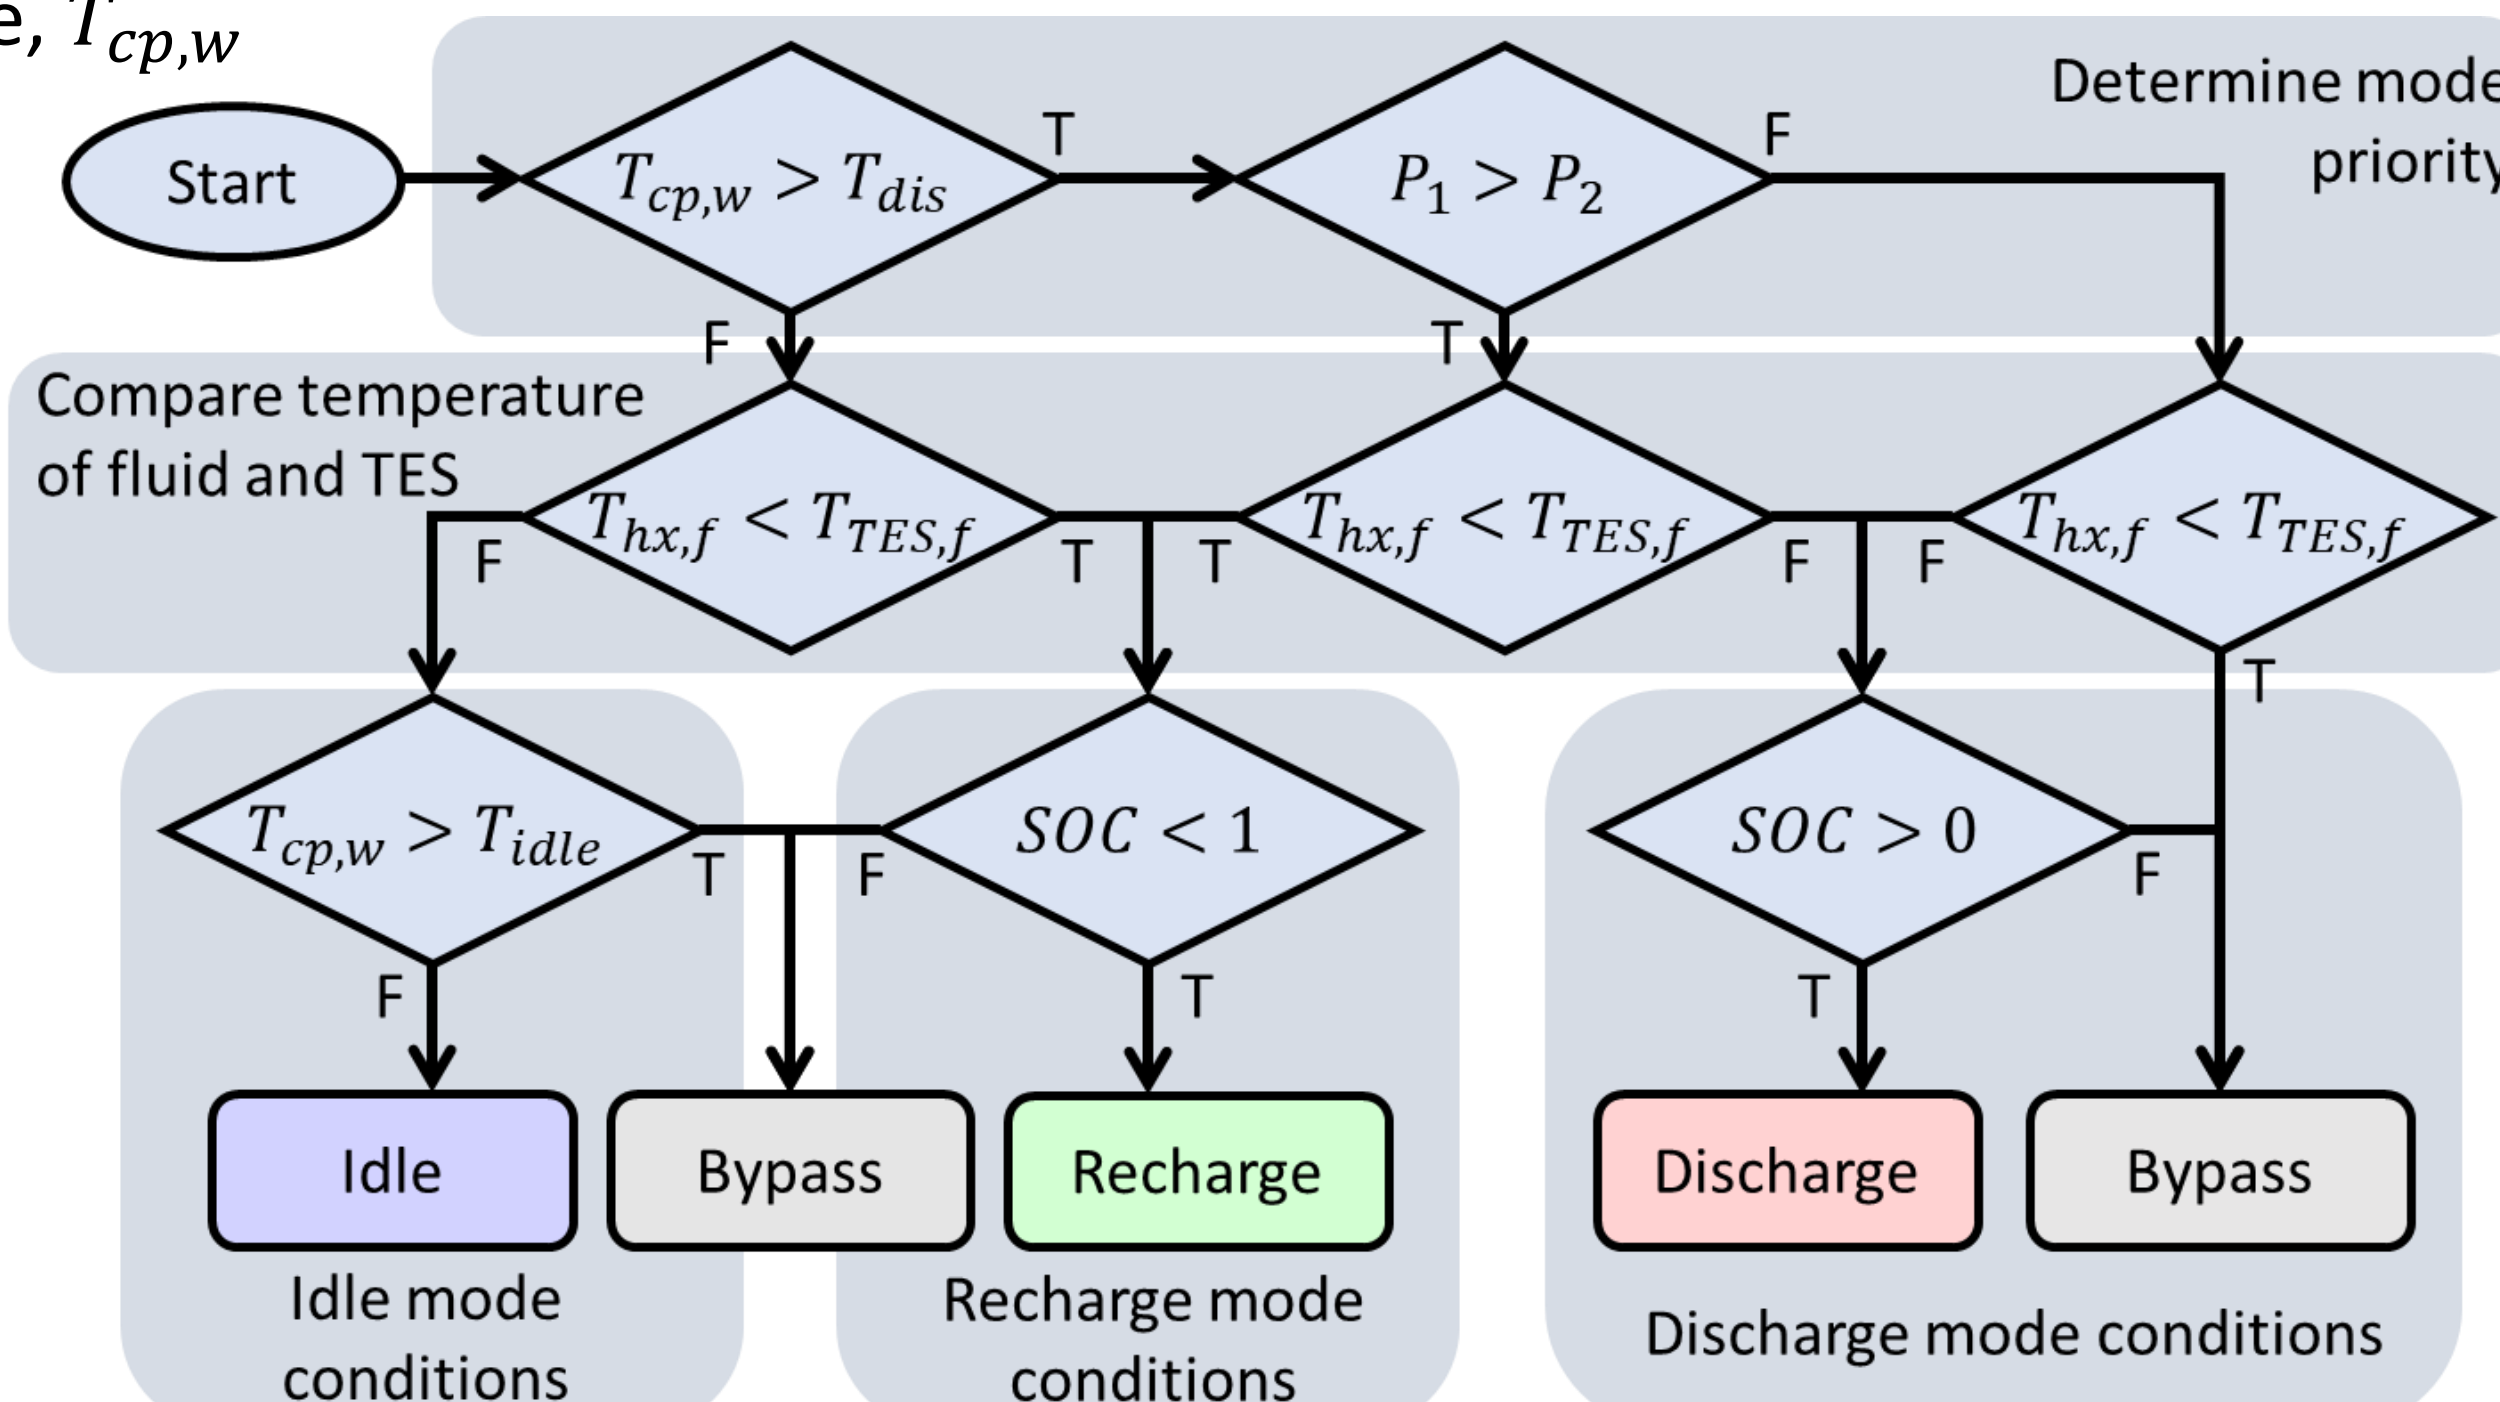 e, T_{cp,w}
Determine mode
priority
Start
T_{cp,w} > T_{dis}
T
P_1 > P_2
F
F
T
Compare temperature
of fluid and TES
T_{hx,f} < T_{TES,f}
T_{hx,f} < T_{TES,f}
T_{hx,f} < T_{TES,f}
F
T
T
F
F
T
T_{cp,w} > T_{idle}
SOC < 1
SOC > 0
T
F
F
F
T
T
Idle
Bypass
Recharge
Discharge
Bypass
Idle mode
conditions
Recharge mode
conditions
Discharge mode conditions